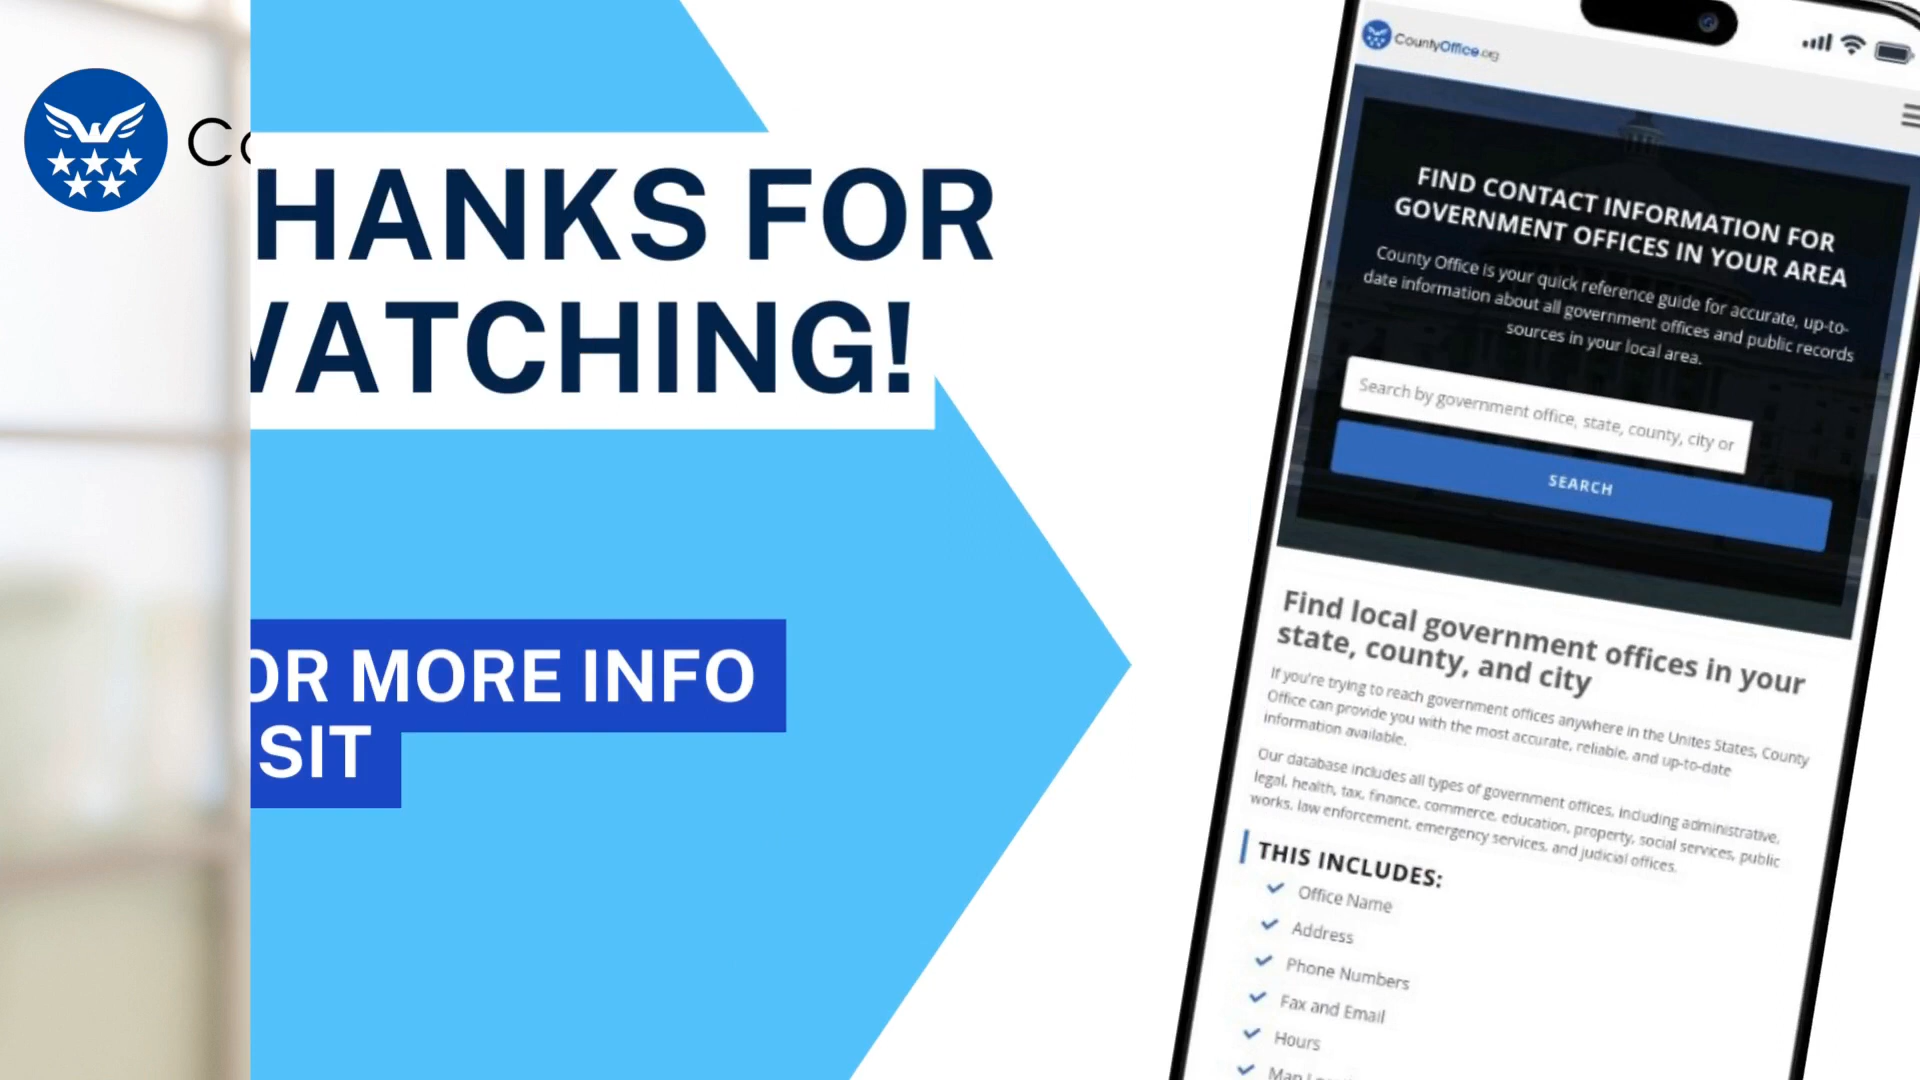 Co
HANKS FOR
WATCHING!
OR MORE INFO
SIT
CountyOffice.org
FIND CONTACT INFORMATION FOR
GOVERNMENT OFFICES IN YOUR AREA
County Office is your quick reference guide for accurate, up-to-
date information about all government offices and public records
sources in your local area.
Search by government office, state, county, city or
SEARCH
Find local government offices in your
state, county, and city
If you're trying to reach government offices anywhere in the Unites States, County
Office can provide you with the most accurate, reliable, and up-to-date
information available.
Our database includes all types of government offices, including administrative,
legal, health, tax, finance, commerce, education, property, social services, public
works, law enforcement, emergency services, and judicial offices.
THIS INCLUDES:
Office Name
Address
Phone Numbers
Fax and Email
Hours
Map